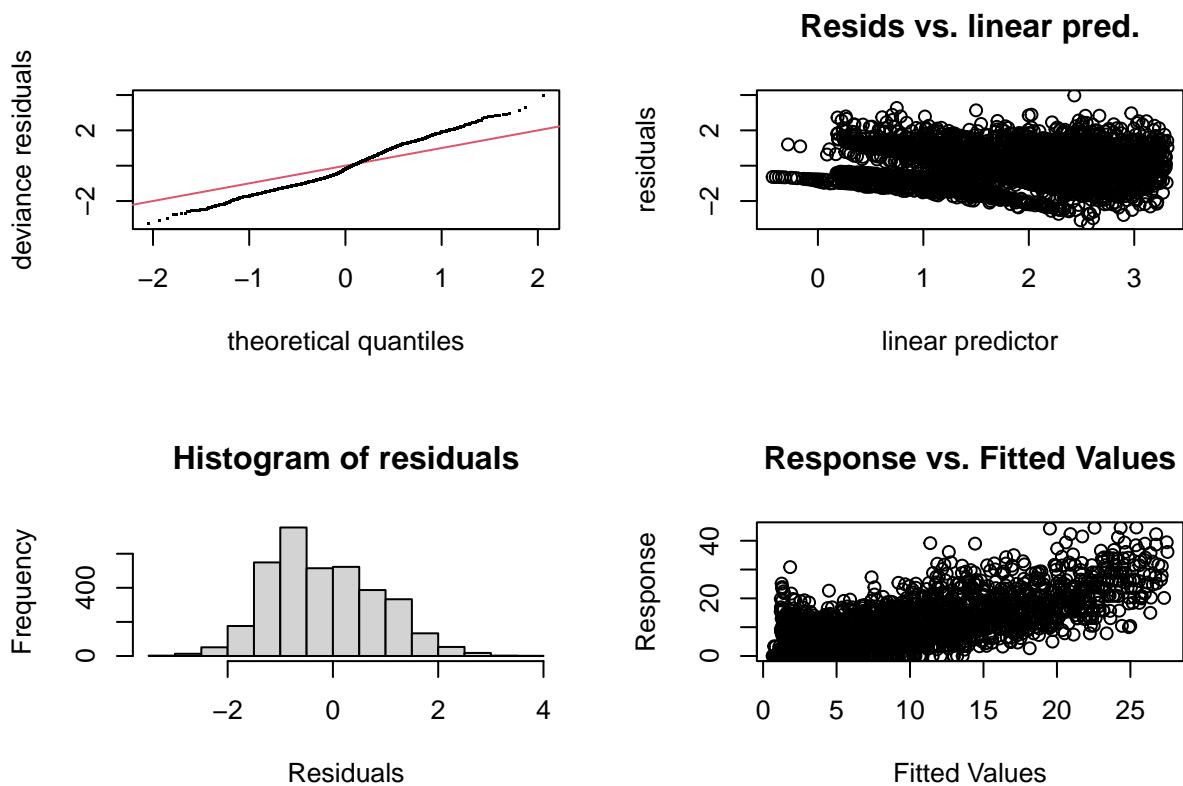 deviance residuals
2
−2
−2 −1 0 1 2
theoretical quantiles
Resids vs. linear pred.
residuals
2
−2
0 1 2 3
linear predictor
Histogram of residuals
Frequency
400
0
−2 0 2 4
Residuals
Response vs. Fitted Values
Response
40
20
0
0 5 10 15 20 25
Fitted Values